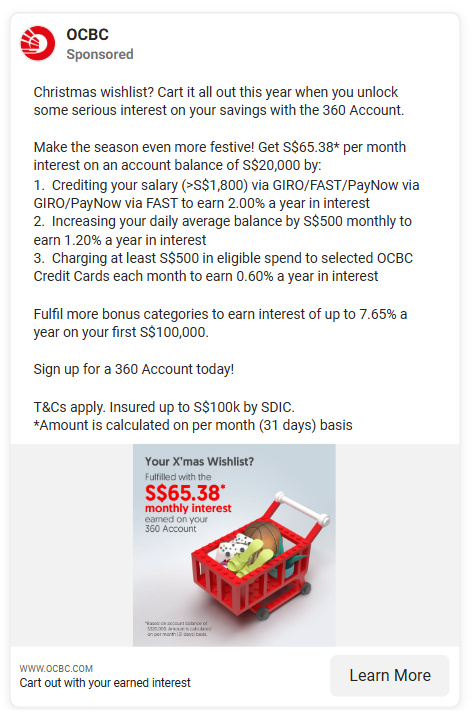 OCBC
Sponsored
Christmas wishlist? Cart it all out this year when you unlock
some serious interest on your savings with the 360 Account.
Make the season even more festive! Get S$65.38* per month
interest on an account balance of S$20,000 by:
1. Crediting your salary (>S$1,800) via GIRO/FAST/PayNow via
GIRO/PayNow via FAST to earn 2.00% a year in interest
2. Increasing your daily average balance by S$500 monthly to
earn 1.20% a year in interest
3. Charging at least S$500 in eligible spend to selected OCBC
Credit Cards each month to earn 0.60% a year in interest
Fulfil more bonus categories to earn interest of up to 7.65% a
year on your first S$100,000.
Sign up for a 360 Account today!
T&Cs apply. Insured up to S$100k by SDIC.
*Amount is calculated on per month (31 days) basis
Your X'mas Wishlist?
Fulfilled with the
S$65.38*
monthly interest
earned on your
360 Account
*Based on account balance of
S$20,000. Amount is calculated
on per month (31 days) basis.
WWW.OCBC.COM
Cart out with your earned interest
Learn More